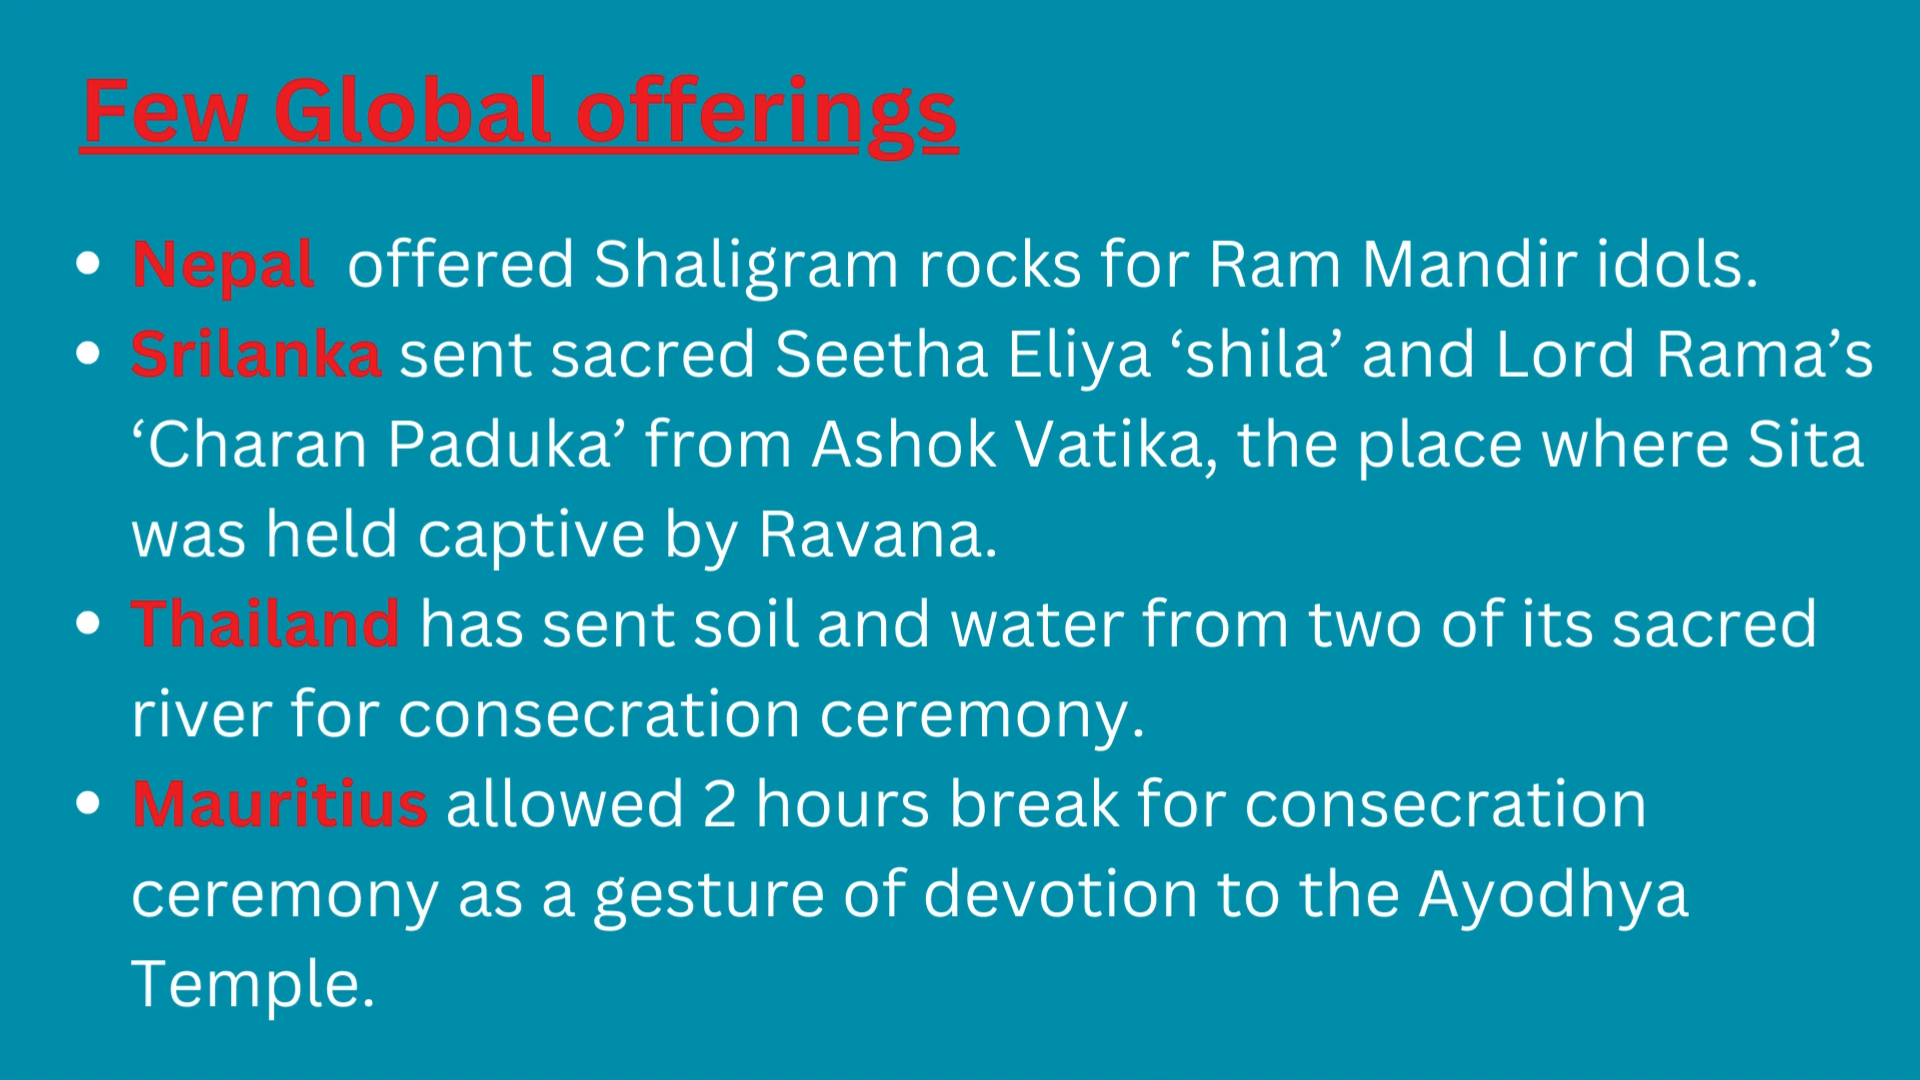 Few Global offerings
• Nepal offered Shaligram rocks for Ram Mandir idols.
• Srilanka sent sacred Seetha Eliya ‘shila’ and Lord Rama’s
‘Charan Paduka’ from Ashok Vatika, the place where Sita
was held captive by Ravana.
• Thailand has sent soil and water from two of its sacred
river for consecration ceremony.
• Mauritius allowed 2 hours break for consecration
ceremony as a gesture of devotion to the Ayodhya
Temple.